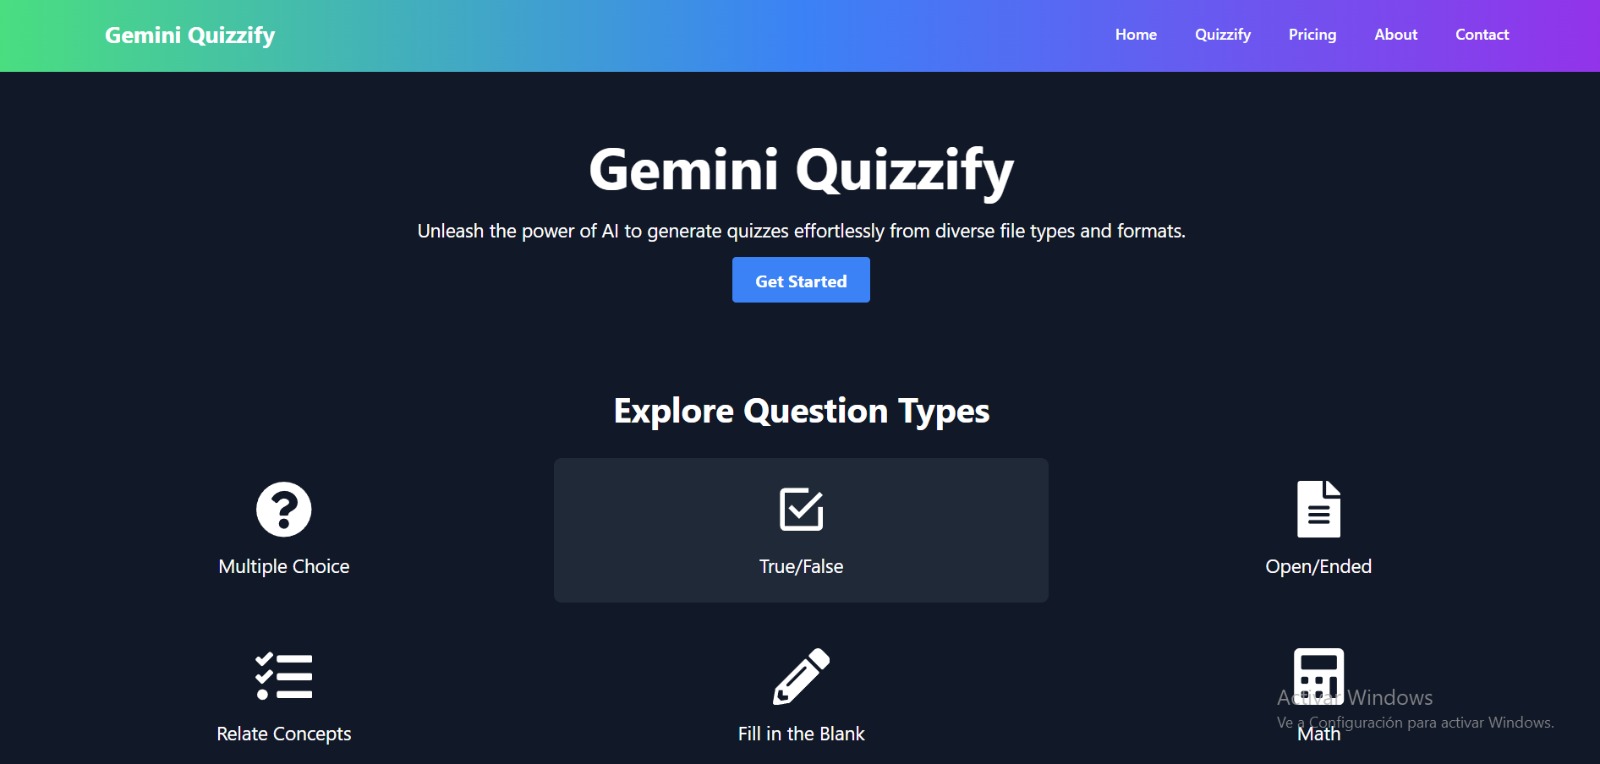 Gemini Quizzify
Home Quizzify Pricing About Contact
Gemini Quizzify
Unleash the power of AI to generate quizzes effortlessly from diverse file types and formats.
Get Started
Explore Question Types
Multiple Choice
True/False
Open/Ended
Relate Concepts
Fill in the Blank
Math
Activar Windows
Ve a Configuración para activar Windows.